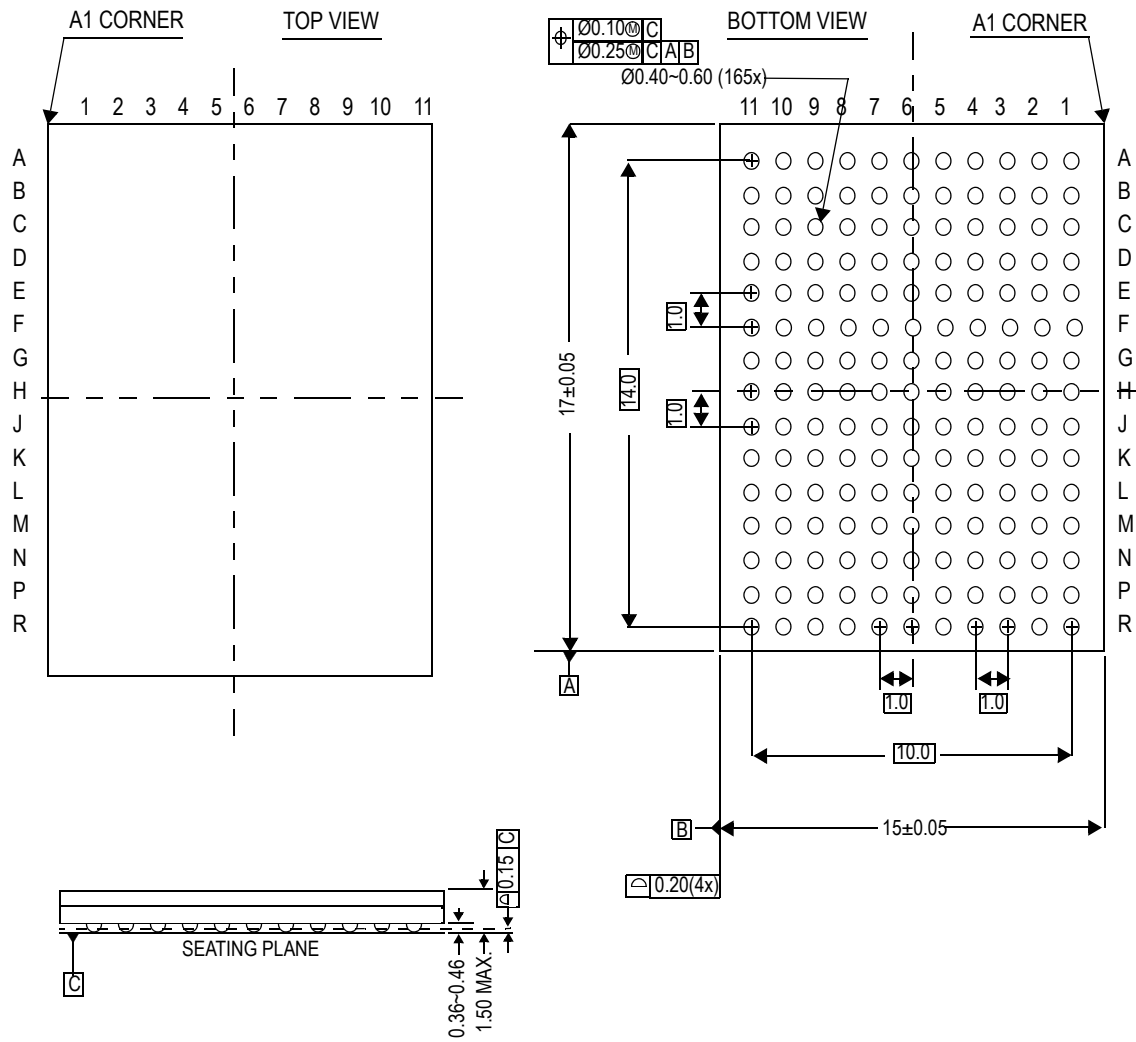 A1 CORNER
TOP VIEW
1 2 3 4 5 6 7 8 9 10 11
A
B
C
D
E
F
G
H
J
K
L
M
N
P
R
Ø0.10Ⓜ C
Ø0.25Ⓜ C A B
Ø0.40~0.60 (165x)
BOTTOM VIEW
A1 CORNER
11 10 9 8 7 6 5 4 3 2 1
A
B
C
D
E
F
G
H
J
K
L
M
N
P
R
17±0.05
14.0
1.0
1.0
A
1.0
1.0
10.0
B
15±0.05
0.20(4x)
0.15 C
SEATING PLANE
C
0.36~0.46
1.50 MAX.